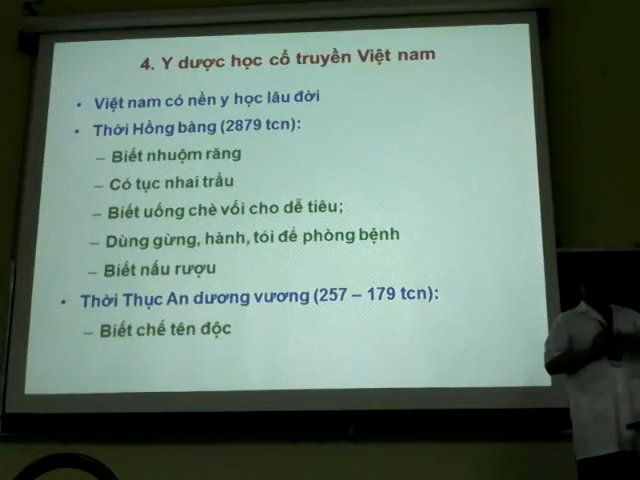 4. Y dược học cổ truyền Việt nam
• Việt nam có nền y học lâu đời
• Thời Hồng bàng (2879 tcn):
– Biết nhuộm răng
– Có tục nhai trầu
– Biết uống chè vối cho dễ tiêu;
– Dùng gừng, hành, tỏi để phòng bệnh
– Biết nấu rượu
• Thời Thục An dương vương (257 – 179 tcn):
– Biết chế tên độc